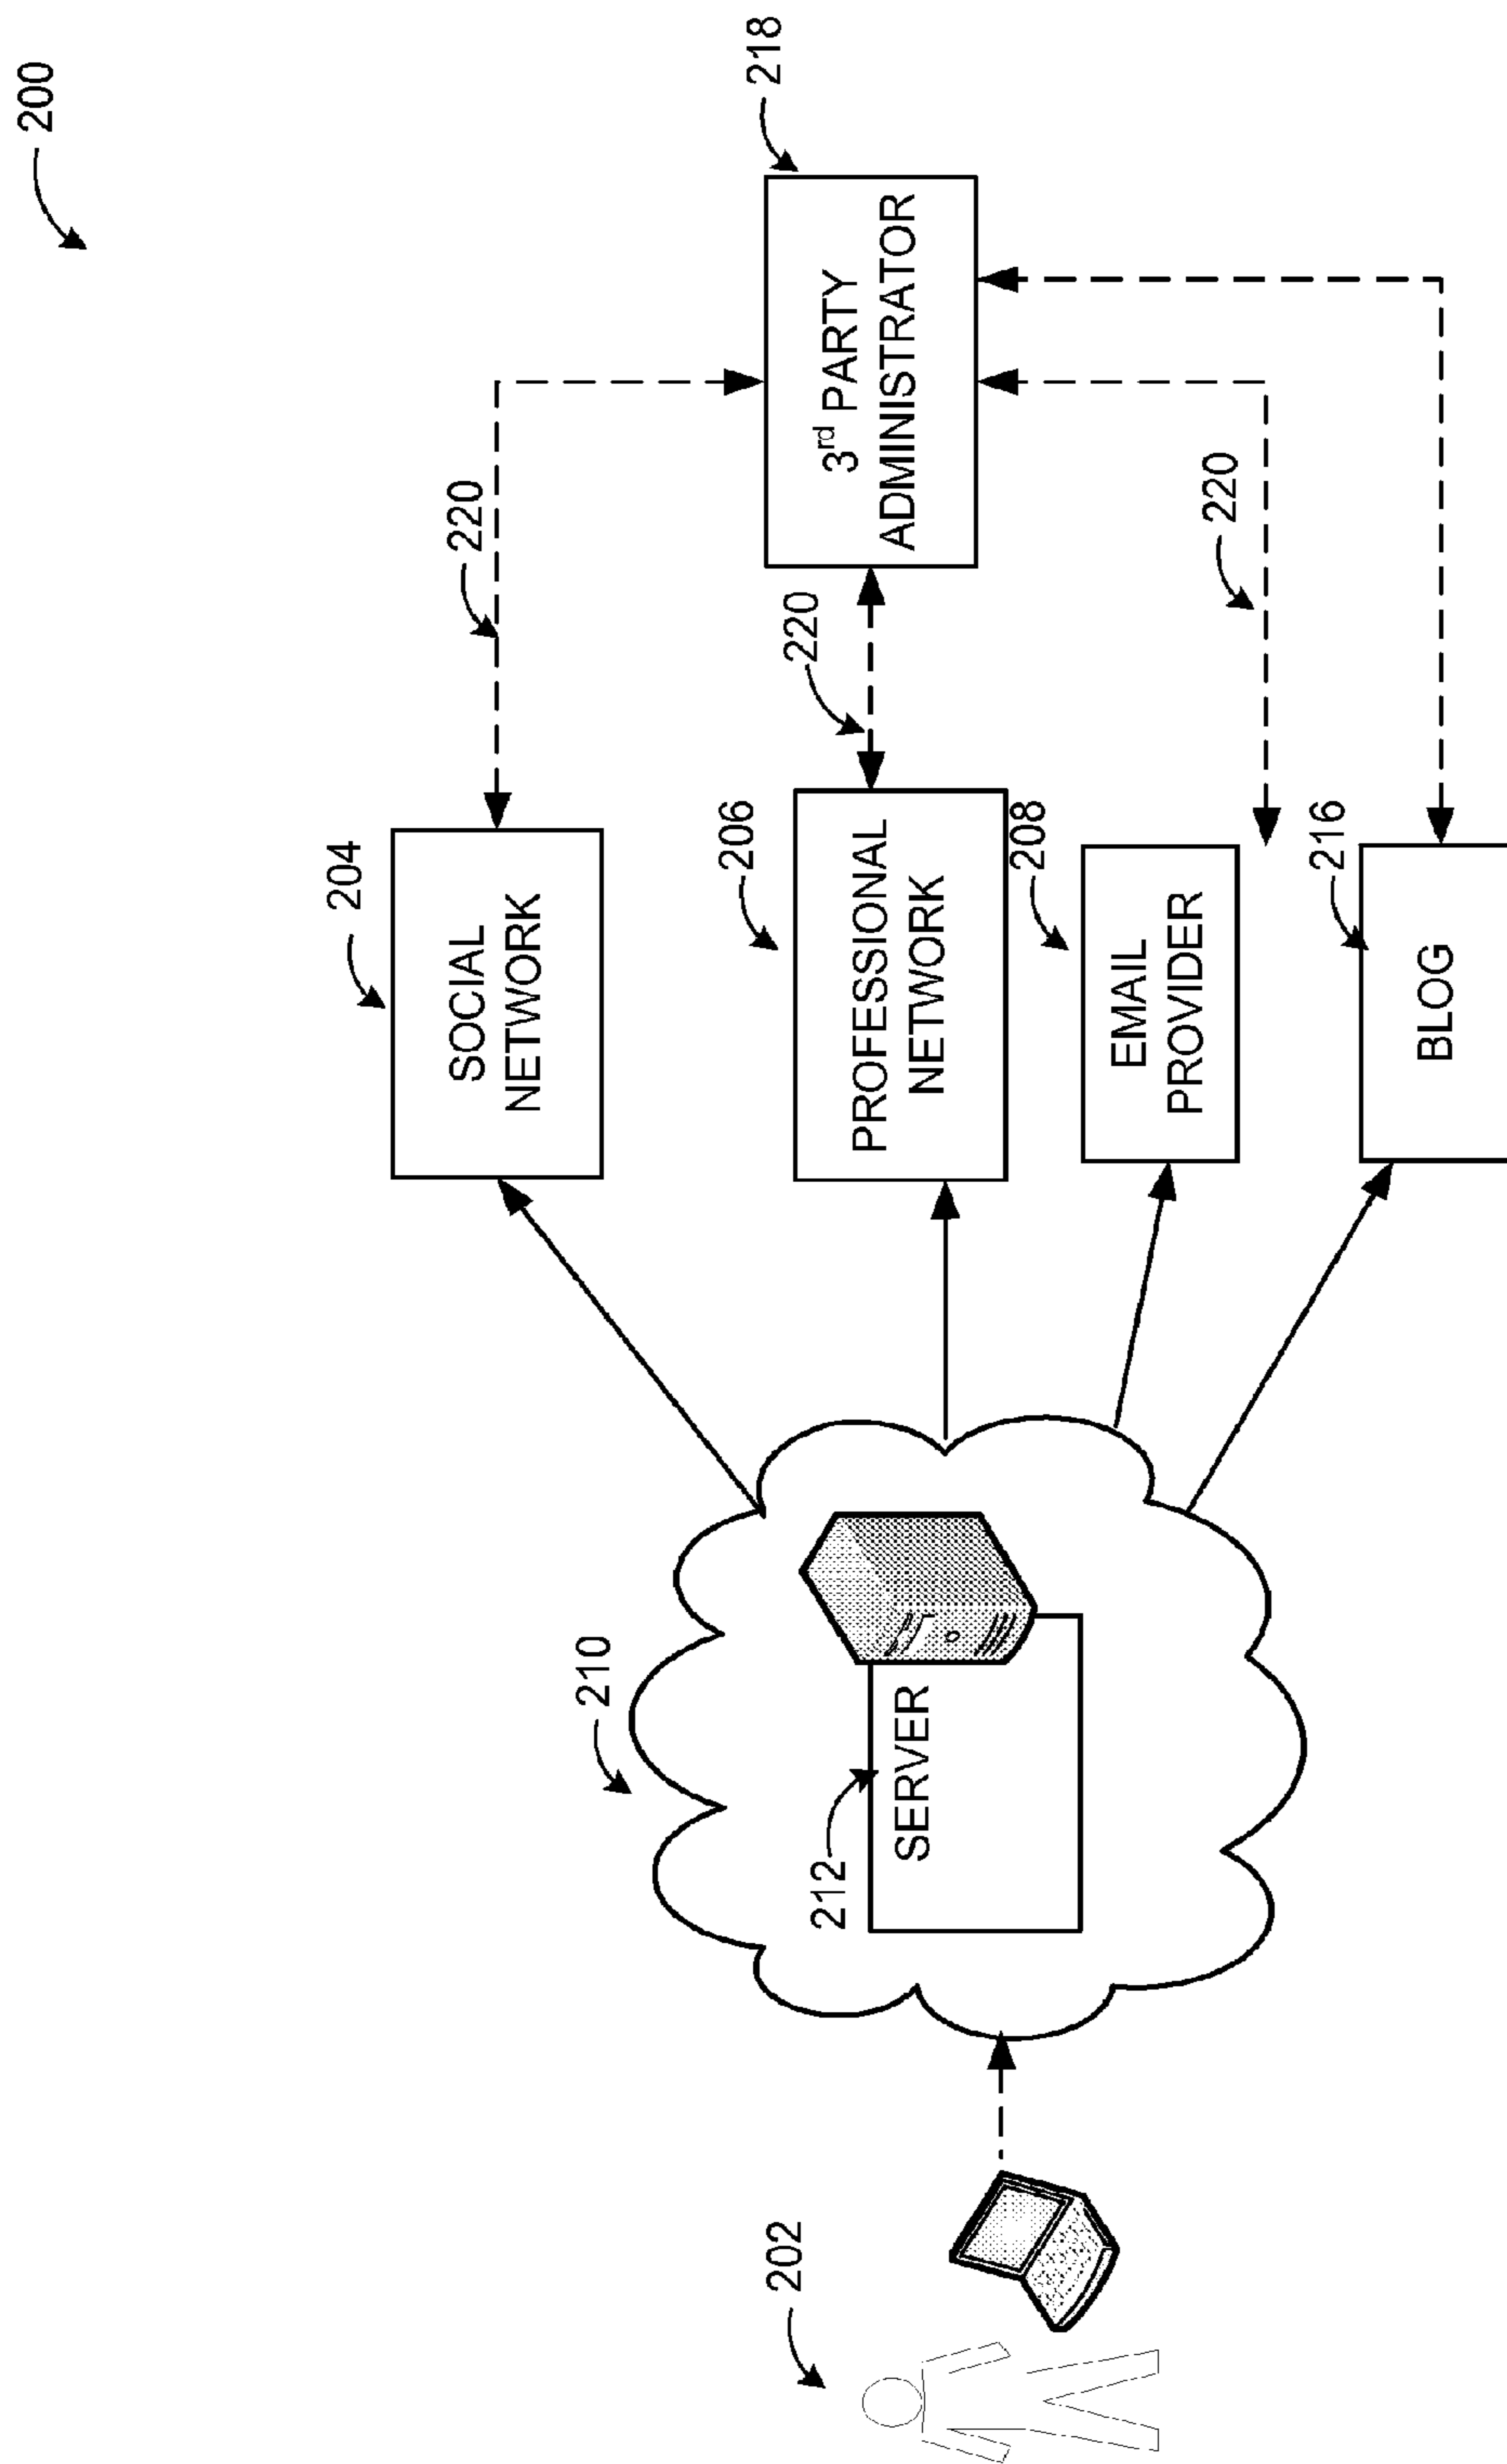 200
218
3rd PARTY
ADMINISTRATOR
220
220
220
204
SOCIAL
NETWORK
206
PROFESSIONAL
NETWORK
208
EMAIL
PROVIDER
216
BLOG
210
212
SERVER
202